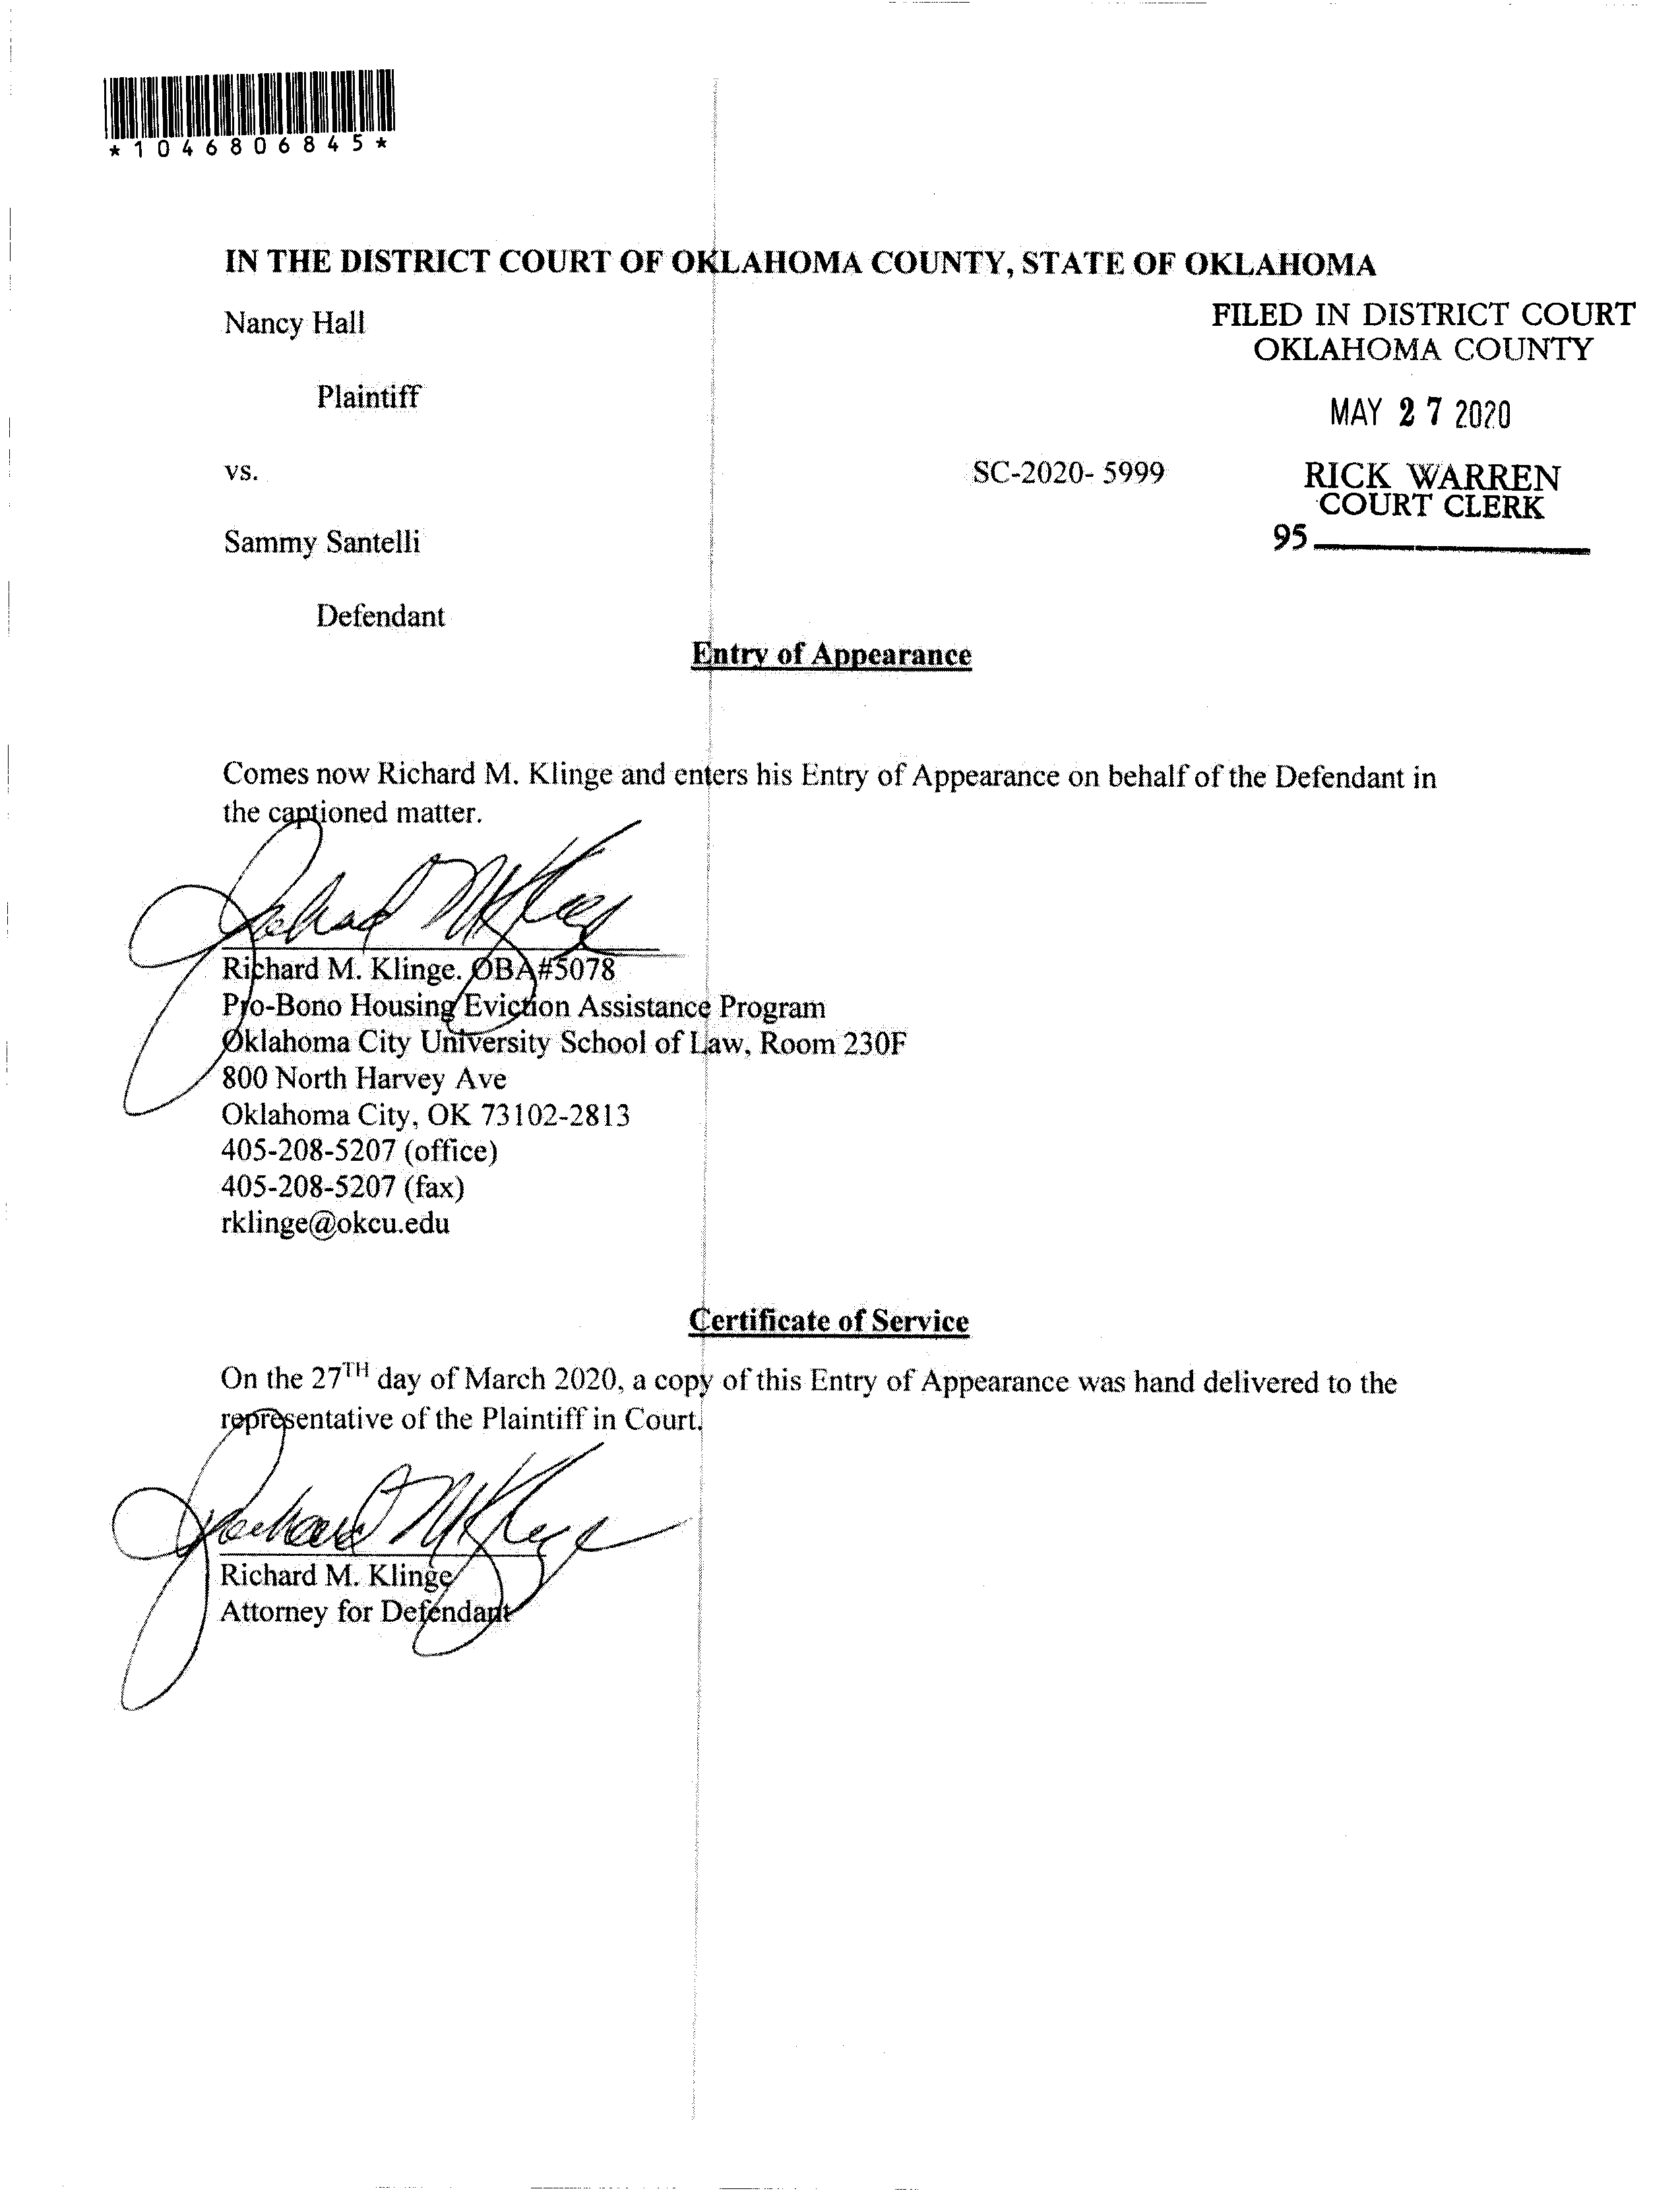 *1046806845*
IN THE DISTRICT COURT OF OKLAHOMA COUNTY, STATE OF OKLAHOMA
Nancy Hall
FILED IN DISTRICT COURT
OKLAHOMA COUNTY
Plaintiff
MAY 27 2020
vs.
SC-2020- 5999
RICK WARREN
COURT CLERK
Sammy Santelli
95
Defendant
Entry of Appearance
Comes now Richard M. Klinge and enters his Entry of Appearance on behalf of the Defendant in
the captioned matter.
Richard M Klinge
Richard M. Klinge. OBA#5078
Pro-Bono Housing Eviction Assistance Program
Oklahoma City University School of Law, Room 230F
800 North Harvey Ave
Oklahoma City, OK 73102-2813
405-208-5207 (office)
405-208-5207 (fax)
rklinge@okcu.edu
Certificate of Service
On the 27TH day of March 2020, a copy of this Entry of Appearance was hand delivered to the
representative of the Plaintiff in Court.
Richard M Klinge
Richard M. Klinge
Attorney for Defendant